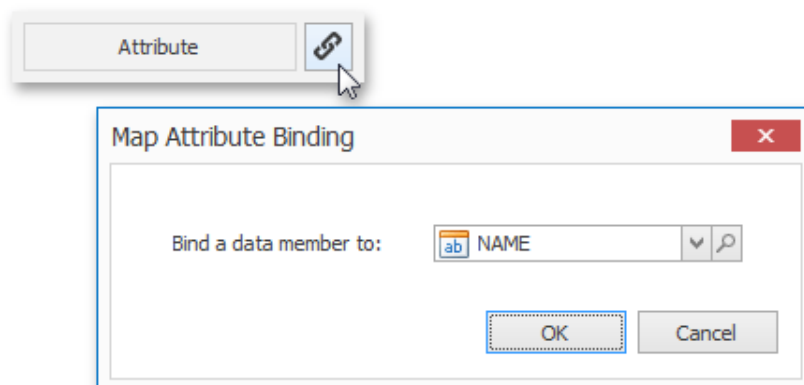 Attribute
Map Attribute Binding
Bind a data member to: ab NAME
OK Cancel